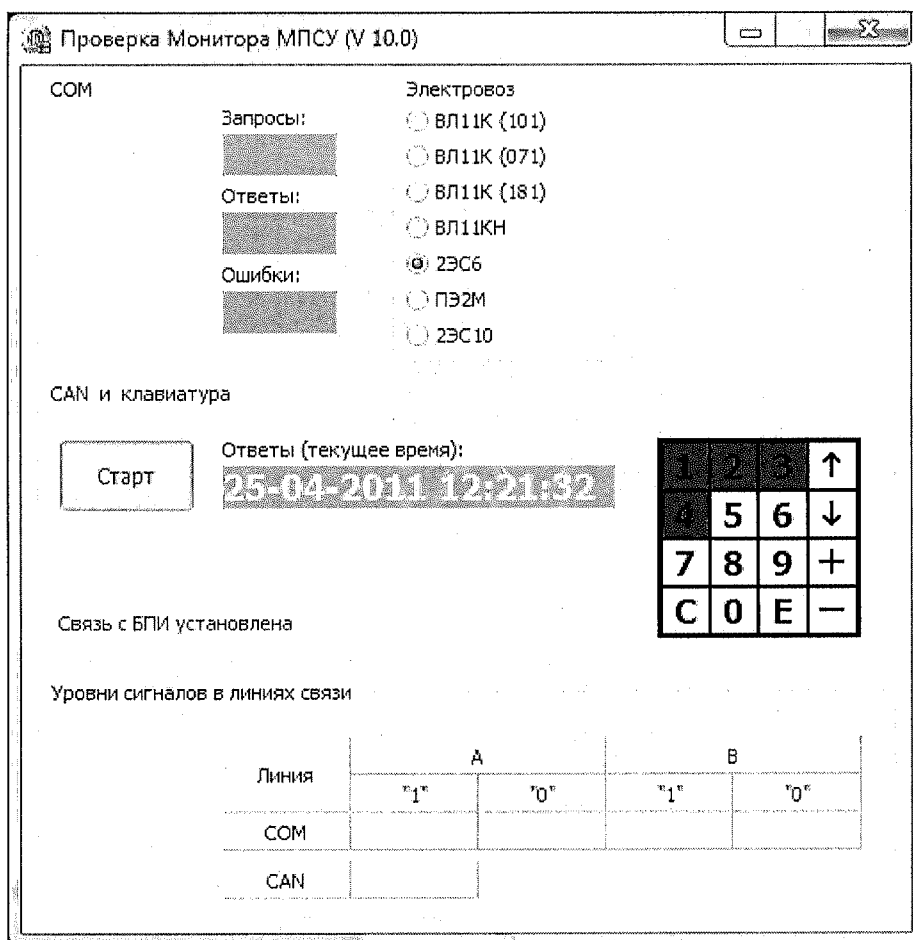 Проверка Монитора МПСУ (V 10.0)
COM
Электровоз
Запросы:
Ответы:
Ошибки:
ВЛ11К (101)
ВЛ11К (071)
ВЛ11К (181)
ВЛ11КН
2ЭС6
ПЭ2М
2ЭС10
CAN и клавиатура
Старт
Ответы (текущее время):
25-04-2011 12:21:32
1 2 3 ↑
4 5 6 ↓
7 8 9 +
C 0 E −
Связь с БПИ установлена
Уровни сигналов в линиях связи
Линия A B
"1" "0" "1" "0"
COM
CAN